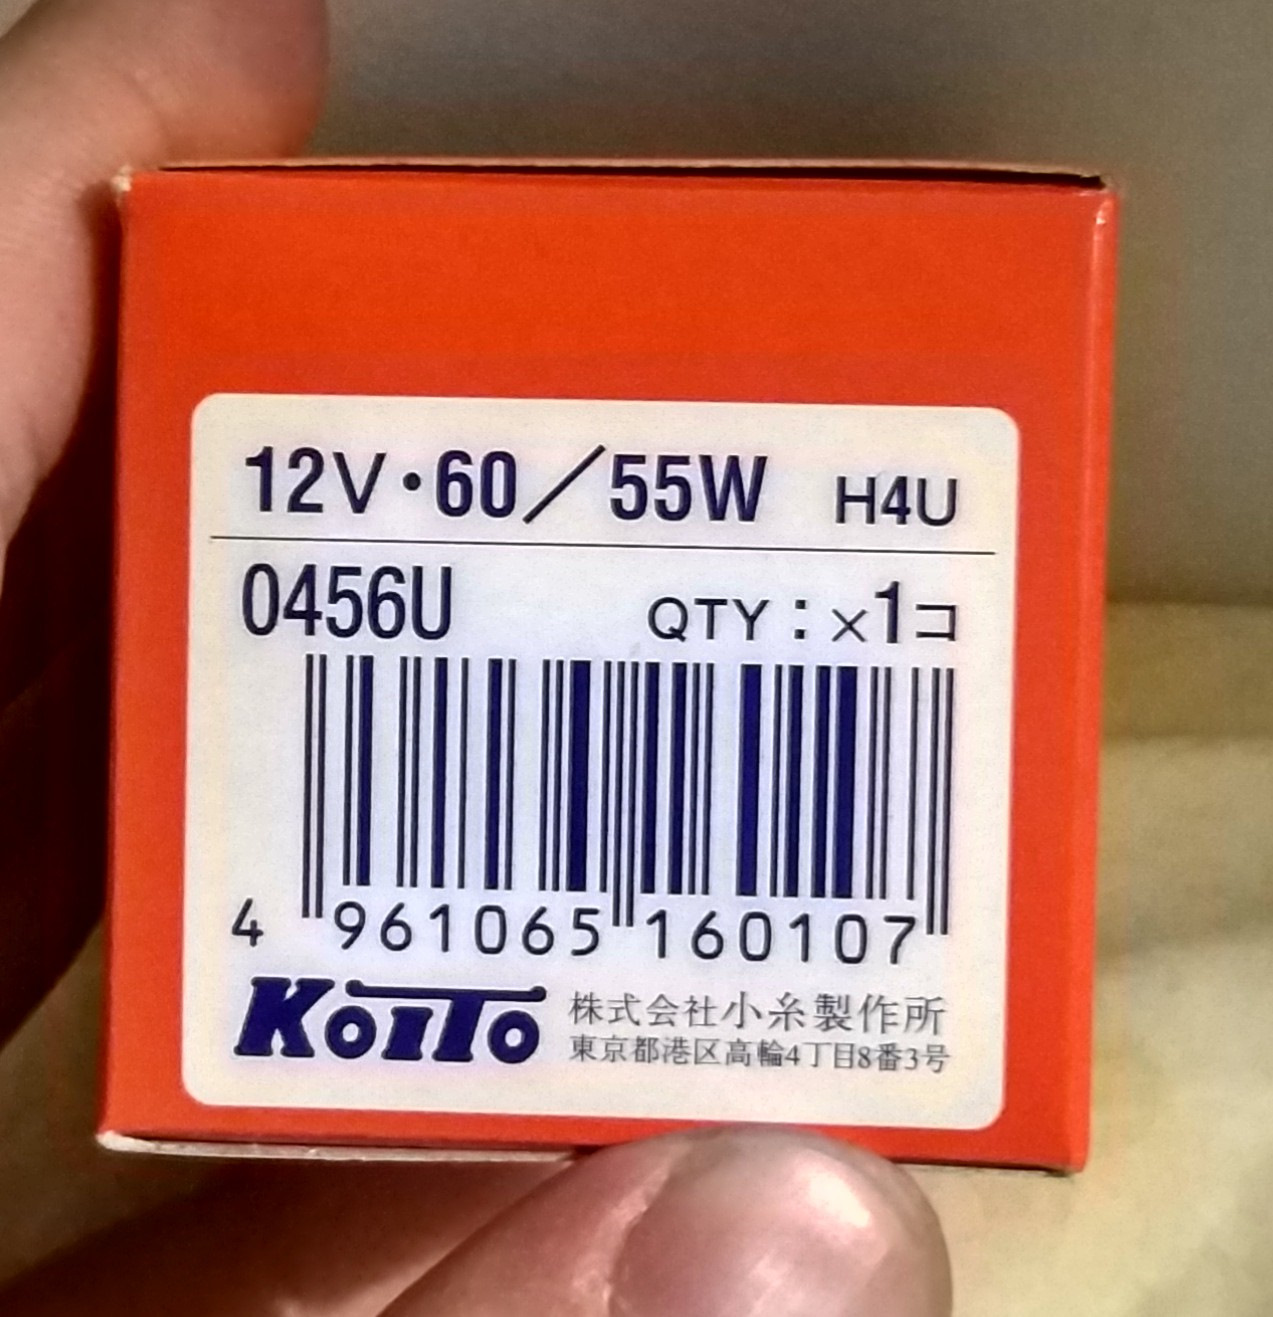 12V・60／55W H4U
0456U QTY：×1コ
4 961065 160107
KOITO 株式会社小糸製作所
東京都港区高輪4丁目8番3号